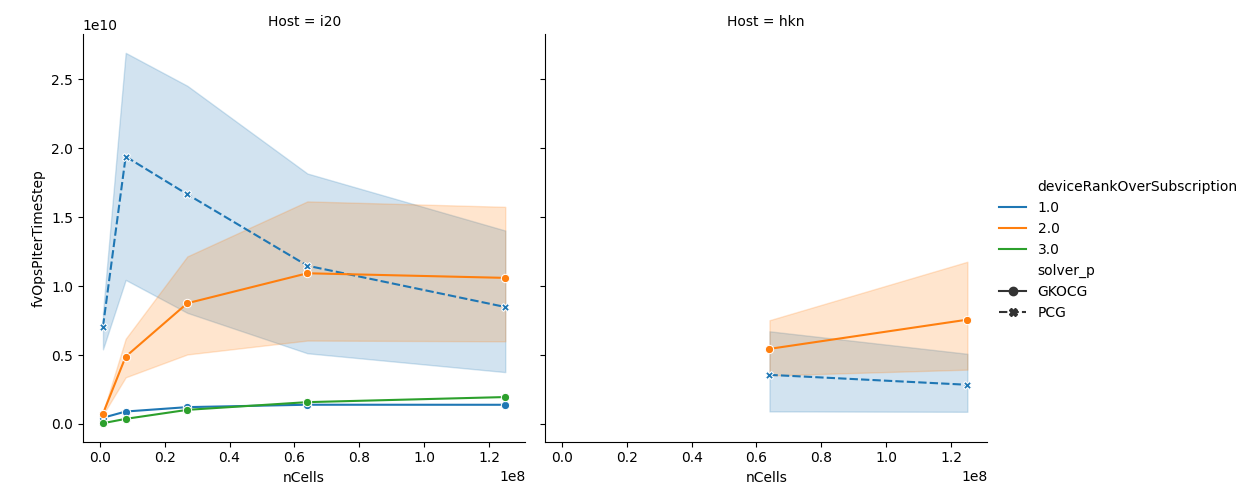 1e10
Host = i20
Host = hkn
2.5
2.0
1.5
1.0
0.5
0.0
fvOpsPIterTimeStep
0.0 0.2 0.4 0.6 0.8 1.0 1.2
1e8
nCells
0.0 0.2 0.4 0.6 0.8 1.0 1.2
1e8
nCells
deviceRankOverSubscription
1.0
2.0
3.0
solver_p
GKOCG
PCG